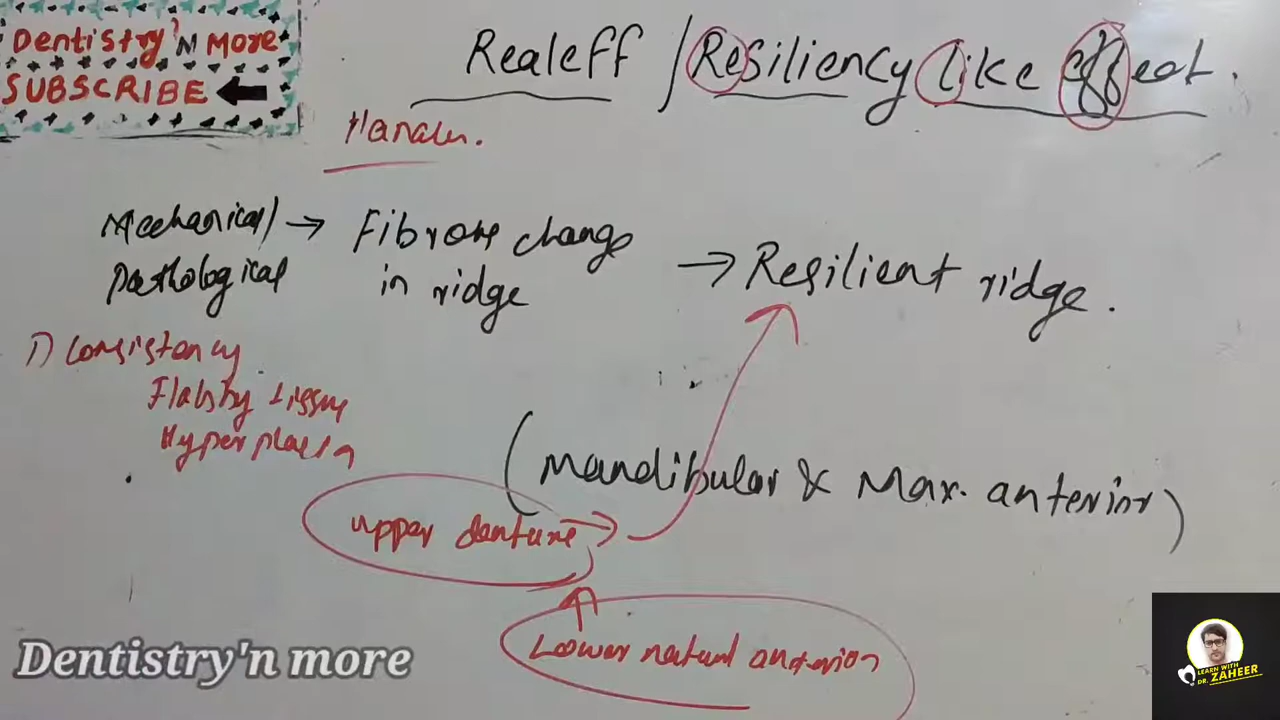 Dentistry'N More
SUBSCRIBE
Realeff / Resiliency like effect.
Mechanical/ → Fibrous change
Pathological in ridge
→ Resilient ridge.
1) Consistency
Flabby tissue
Hyperplasia
(Mandibular & Max. anterior)
upper denture →
Lower natural anterior
Dentistry'n more
LEARN WITH
DR. ZAHEER